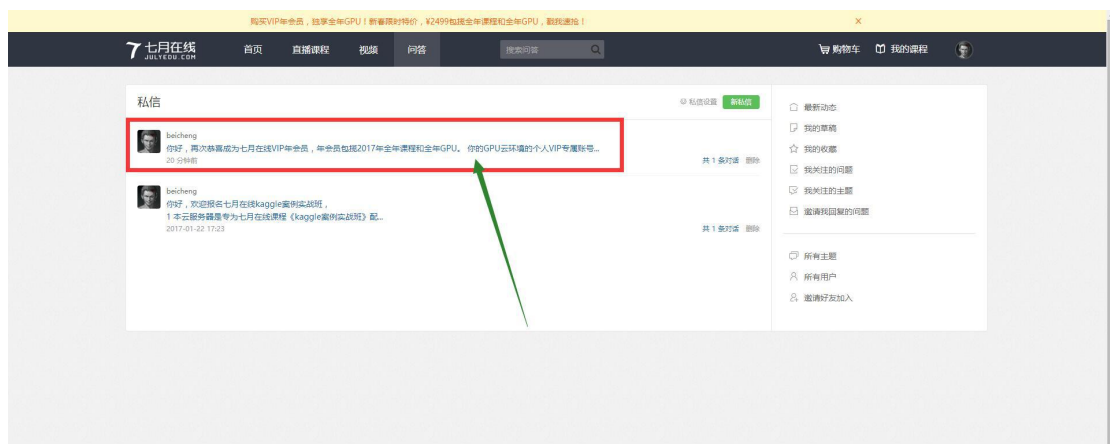 购买VIP年会员，独享全年GPU！新春限时特价，¥2499包揽全年课程和全年GPU，戳我速抢！ ×
七月在线
JULYEDU.COM
首页 直播课程 视频 问答 搜索问答 购物车 我的课程
私信
私信设置 新私信
beicheng
你好，再次恭喜成为七月在线VIP年会员，年会员包揽2017年全年课程和全年GPU。 你的GPU云环境的个人VIP专属账号...
20 分钟前 共 1 条对话 删除
beicheng
你好，欢迎报名七月在线kaggle案例实战班，
1 本云服务器是专为七月在线课程《kaggle案例实战班》配...
2017-01-22 17:23 共 1 条对话 删除
最新动态
我的草稿
我的收藏
我关注的问题
我关注的主题
邀请我回复的问题
所有主题
所有用户
邀请好友加入